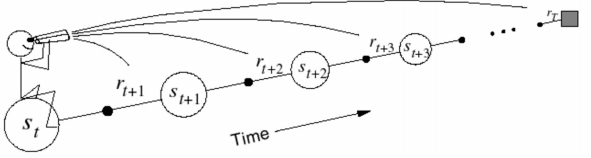 r_T
r_{t+3} s_{t+3}
r_{t+2} s_{t+2}
r_{t+1} s_{t+1}
s_t
Time